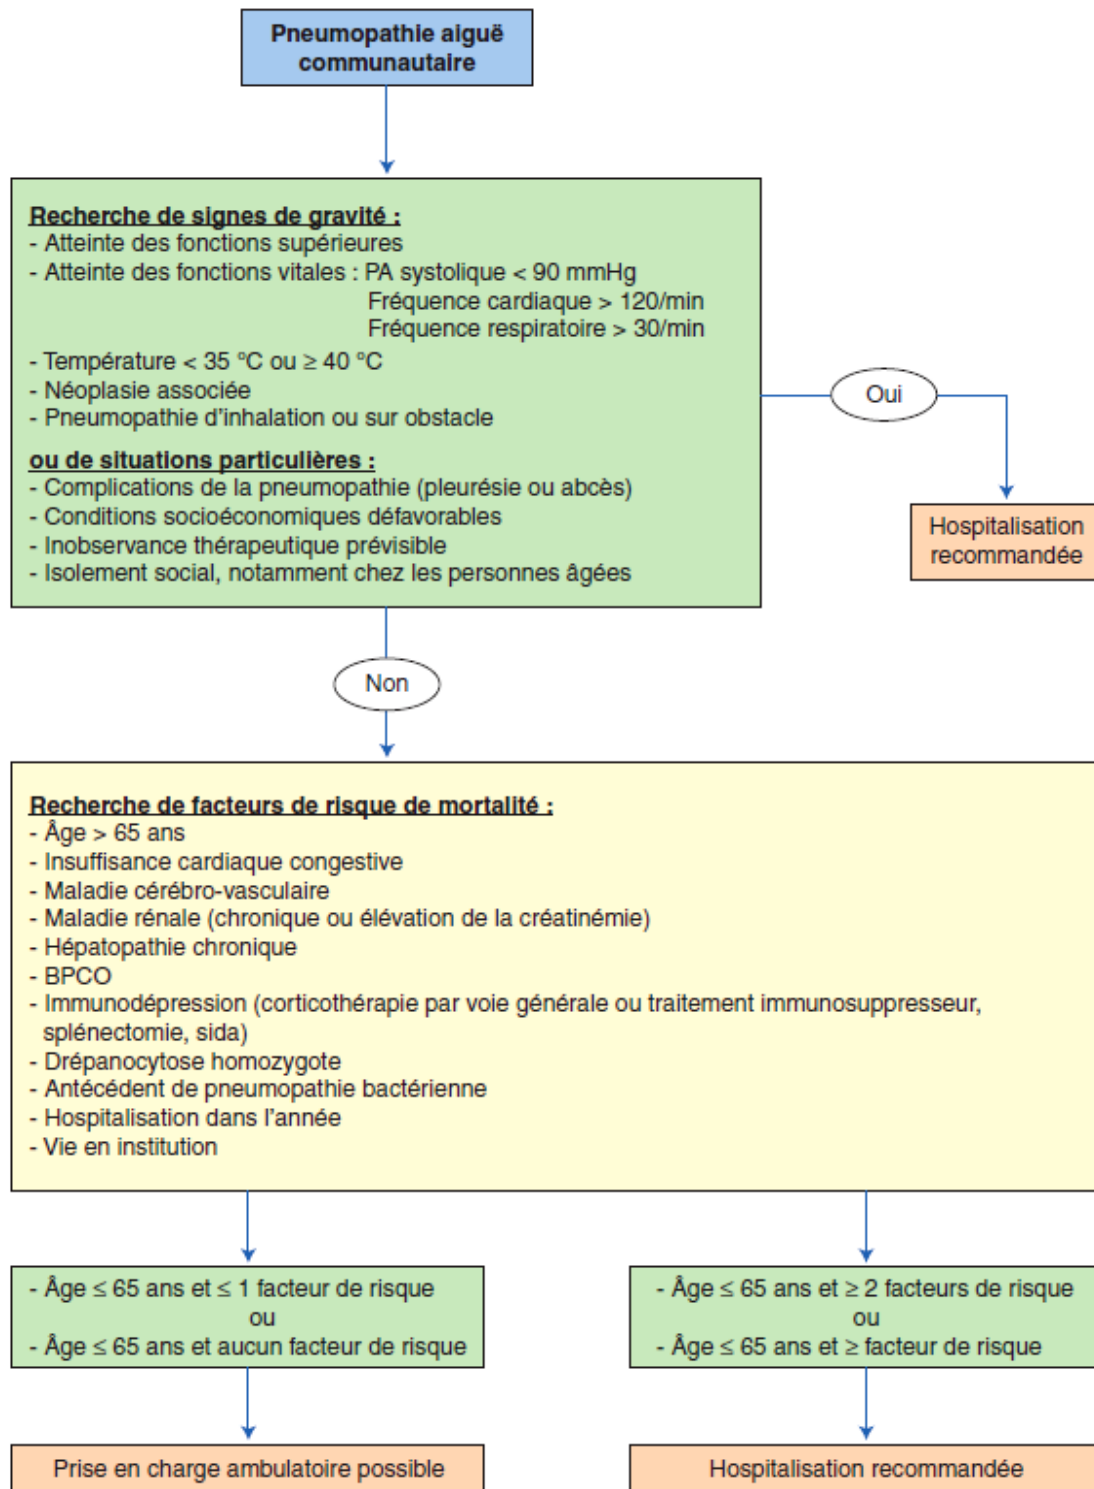 Pneumopathie aiguë
communautaire
Recherche de signes de gravité :
- Atteinte des fonctions supérieures
- Atteinte des fonctions vitales : PA systolique < 90 mmHg
Fréquence cardiaque > 120/min
Fréquence respiratoire > 30/min
- Température < 35 °C ou ≥ 40 °C
- Néoplasie associée
- Pneumopathie d'inhalation ou sur obstacle
ou de situations particulières :
- Complications de la pneumopathie (pleurésie ou abcès)
- Conditions socioéconomiques défavorables
- Inobservance thérapeutique prévisible
- Isolement social, notamment chez les personnes âgées
Oui
Hospitalisation
recommandée
Non
Recherche de facteurs de risque de mortalité :
- Âge > 65 ans
- Insuffisance cardiaque congestive
- Maladie cérébro-vasculaire
- Maladie rénale (chronique ou élévation de la créatinémie)
- Hépatopathie chronique
- BPCO
- Immunodépression (corticothérapie par voie générale ou traitement immunosuppresseur,
splénectomie, sida)
- Drépanocytose homozygote
- Antécédent de pneumopathie bactérienne
- Hospitalisation dans l'année
- Vie en institution
- Âge ≤ 65 ans et ≤ 1 facteur de risque
ou
- Âge ≤ 65 ans et aucun facteur de risque
- Âge ≤ 65 ans et ≥ 2 facteurs de risque
ou
- Âge ≤ 65 ans et ≥ facteur de risque
Prise en charge ambulatoire possible
Hospitalisation recommandée